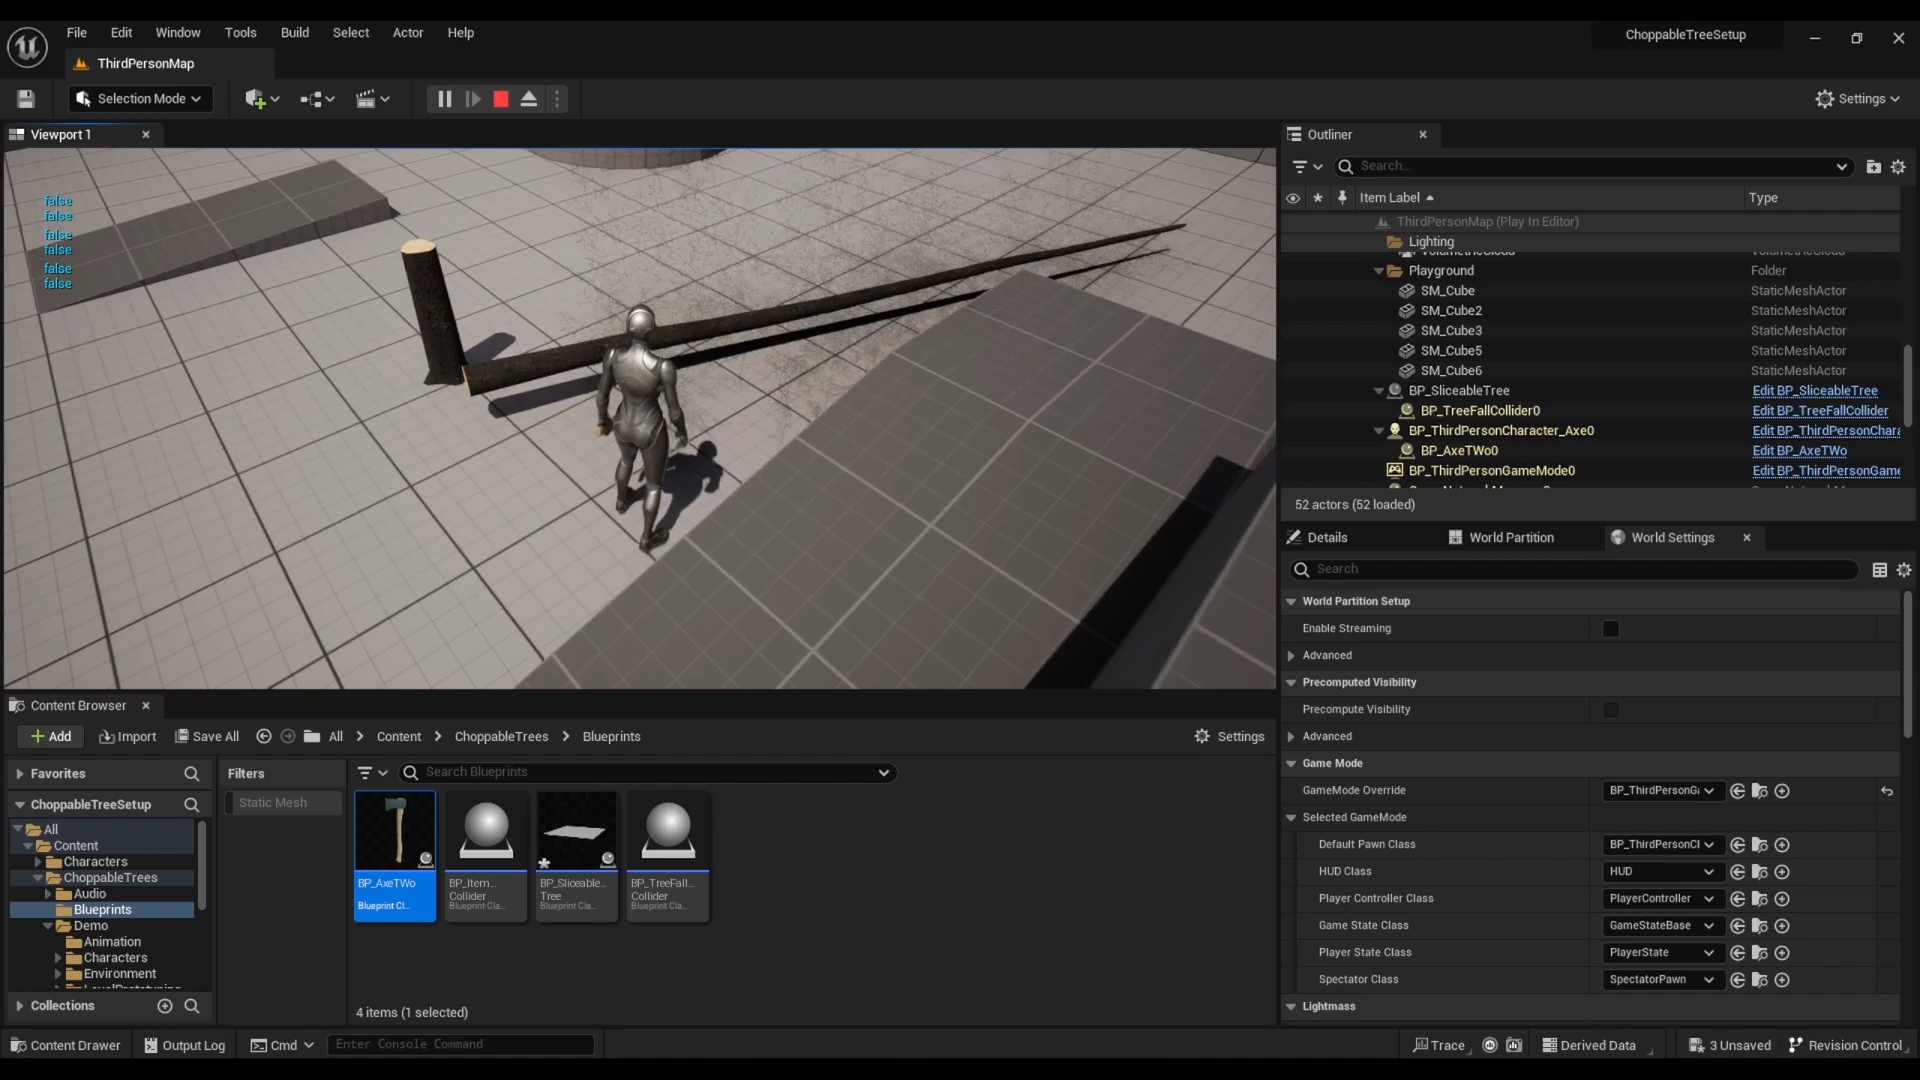 File Edit Window Tools Build Select Actor Help
ChoppableTreeSetup
ThirdPersonMap
Selection Mode
Settings
Viewport 1
false
false
false
false
false
false
Outliner
Search...
Item Label
Type
ThirdPersonMap (Play In Editor)
Lighting
Playground Folder
SM_Cube StaticMeshActor
SM_Cube2 StaticMeshActor
SM_Cube3 StaticMeshActor
SM_Cube5 StaticMeshActor
SM_Cube6 StaticMeshActor
BP_SliceableTree Edit BP_SliceableTree
BP_TreeFallCollider0 Edit BP_TreeFallCollider
BP_ThirdPersonCharacter_Axe0 Edit BP_ThirdPersonChara
BP_AxeTWo0 Edit BP_AxeTWo
BP_ThirdPersonGameMode0 Edit BP_ThirdPersonGame
52 actors (52 loaded)
Details World Partition World Settings
Search
World Partition Setup
Enable Streaming
Advanced
Precomputed Visibility
Precompute Visibility
Advanced
Game Mode
GameMode Override BP_ThirdPersonGa
Selected GameMode
Default Pawn Class BP_ThirdPersonCl
HUD Class HUD
Player Controller Class PlayerController
Game State Class GameStateBase
Player State Class PlayerState
Spectator Class SpectatorPawn
Lightmass
Content Browser
Add Import Save All All Content ChoppableTrees Blueprints Settings
Favorites
ChoppableTreeSetup
All
Content
Characters
ChoppableTrees
Audio
Blueprints
Demo
Animation
Characters
Environment
Collections
Filters
Static Mesh
Search Blueprints
BP_AxeTWo
Blueprint Cl...
BP_Item...
Collider
Blueprint Cla...
BP_Sliceable...
Tree
Blueprint Cla...
BP_TreeFall...
Collider
Blueprint Cla...
4 items (1 selected)
Content Drawer Output Log Cmd Enter Console Command
Trace Derived Data 3 Unsaved Revision Control